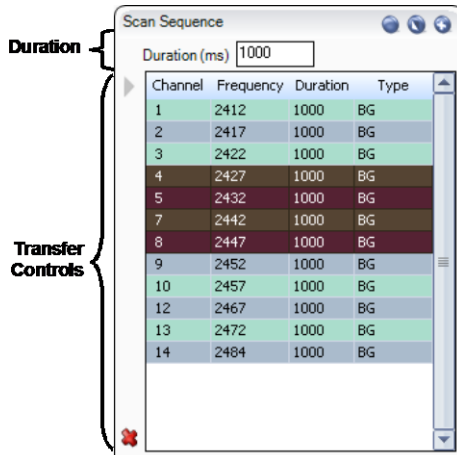 Scan Sequence
Duration
Duration (ms) 1000
Channel Frequency Duration Type
1 2412 1000 BG
2 2417 1000 BG
3 2422 1000 BG
4 2427 1000 BG
5 2432 1000 BG
7 2442 1000 BG
8 2447 1000 BG
9 2452 1000 BG
10 2457 1000 BG
12 2467 1000 BG
13 2472 1000 BG
14 2484 1000 BG
Transfer
Controls